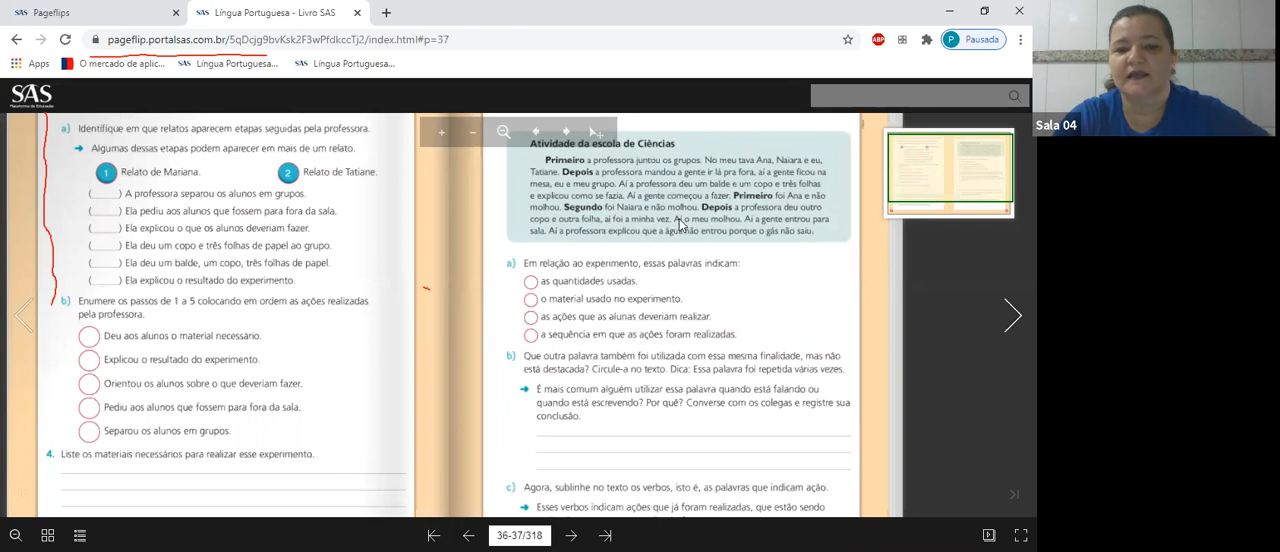 SAS Pageflips
SAS Língua Portuguesa - Livro SAS
pageflip.portalsas.com.br/5qDcjg9bvKsk2F3wPfdkccTj2/index.html#p=37
ABP
P Pausada
Apps
O mercado de aplic...
SAS Língua Portuguesa...
SAS Língua Portuguesa...
SAS
Plataforma de Educação
Sala 04
a) Identifique em que relatos aparecem etapas seguidas pela professora.
Algumas dessas etapas podem aparecer em mais de um relato.
1 Relato de Mariana. 2 Relato de Tatiane.
(____) A professora separou os alunos em grupos.
(____) Ela pediu aos alunos que fossem para fora da sala.
(____) Ela explicou o que os alunos deveriam fazer.
(____) Ela deu um copo e três folhas de papel ao grupo.
(____) Ela deu um balde, um copo, três folhas de papel.
(____) Ela explicou o resultado do experimento.
b) Enumere os passos de 1 a 5 colocando em ordem as ações realizadas
pela professora.
Deu aos alunos o material necessário.
Explicou o resultado do experimento.
Orientou os alunos sobre o que deveriam fazer.
Pediu aos alunos que fossem para fora da sala.
Separou os alunos em grupos.
4. Liste os materiais necessários para realizar esse experimento.
Atividade da escola de Ciências
Primeiro a professora juntou os grupos. No meu tava Ana, Naiara e eu,
Tatiane. Depois a professora mandou a gente ir lá pra fora, aí a gente ficou na
mesa, eu e meu grupo. Aí a professora deu um balde e um copo e três folhas
e explicou como se fazia. Aí a gente começou a fazer. Primeiro foi Ana e não
molhou. Segundo foi Naiara e não molhou. Depois a professora deu outro
copo e outra folha, aí foi a minha vez. Aí o meu molhou. Aí a gente entrou para
sala. Aí a professora explicou que a água não entrou porque o gás não saiu.
a) Em relação ao experimento, essas palavras indicam:
as quantidades usadas.
o material usado no experimento.
as ações que as alunas deveriam realizar.
a sequência em que as ações foram realizadas.
b) Que outra palavra também foi utilizada com essa mesma finalidade, mas não
está destacada? Circule-a no texto. Dica: Essa palavra foi repetida várias vezes.
É mais comum alguém utilizar essa palavra quando está falando ou
quando está escrevendo? Por quê? Converse com os colegas e registre sua
conclusão.
c) Agora, sublinhe no texto os verbos, isto é, as palavras que indicam ação.
Esses verbos indicam ações que já foram realizadas, que estão sendo
36-37/318